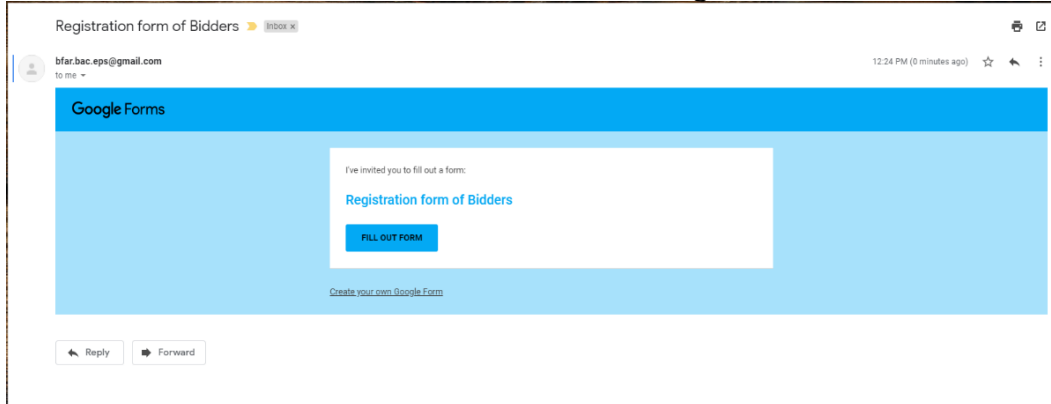 Registration form of Bidders
Inbox x
bfar.bac.eps@gmail.com
12:24 PM (0 minutes ago)
to me
Google Forms
I've invited you to fill out a form:
Registration form of Bidders
FILL OUT FORM
Create your own Google Form
Reply
Forward